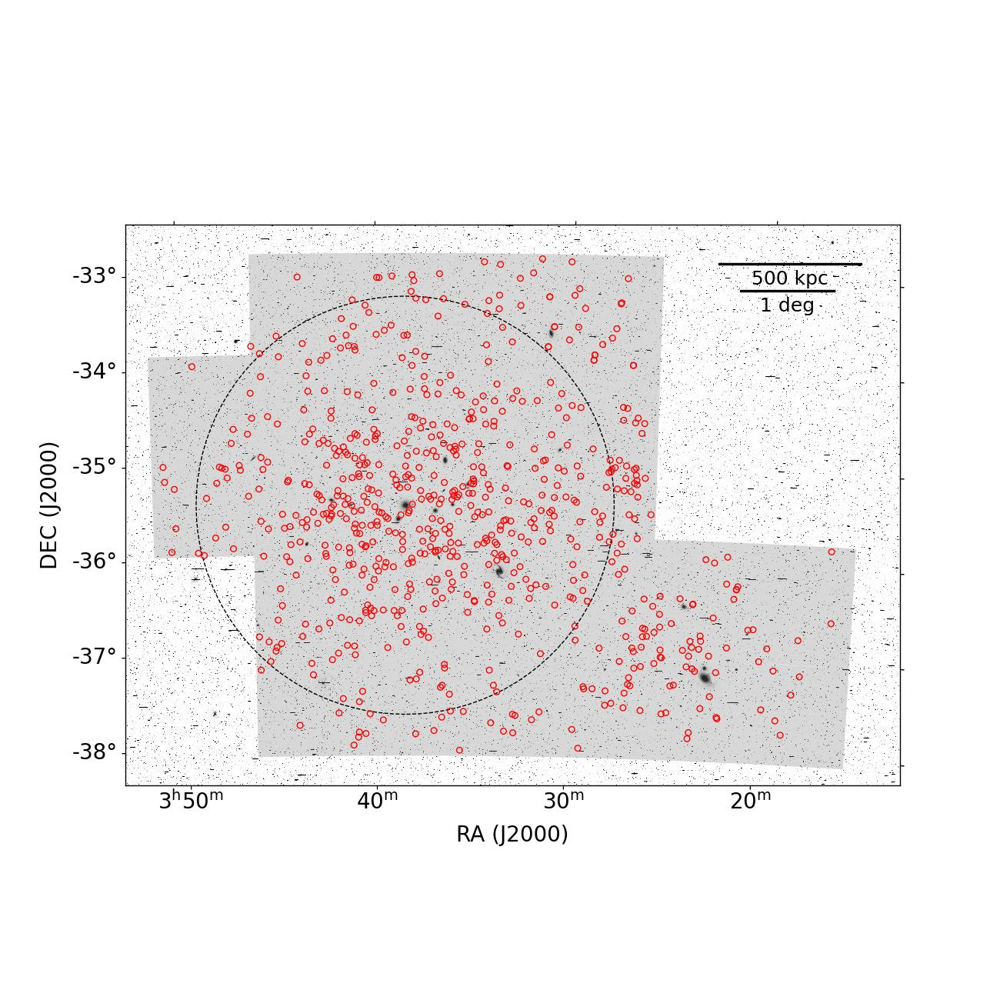 -33°
500 kpc
1 deg
-34°
-35°
-36°
-37°
-38°
3ʰ50ᵐ 40ᵐ 30ᵐ 20ᵐ
RA (J2000)
DEC (J2000)